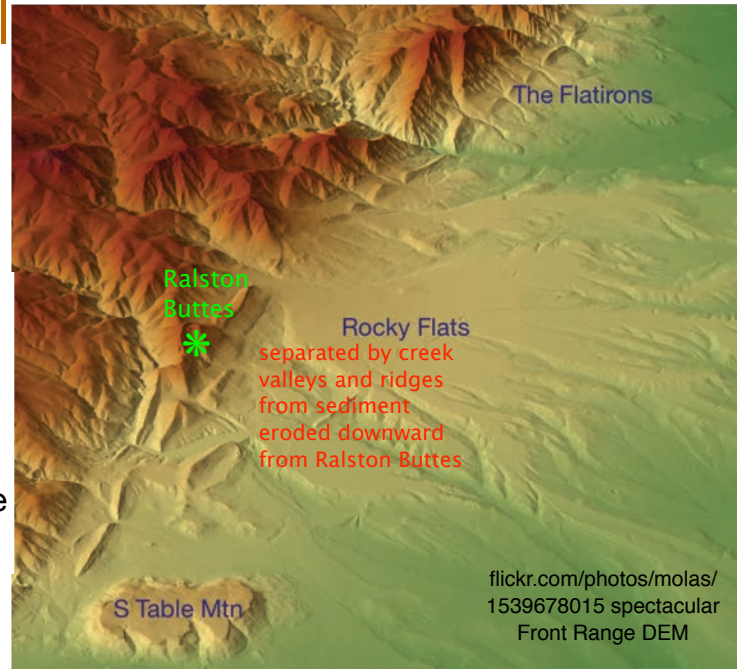 The Flatirons
Ralston
Buttes
Rocky Flats
separated by creek
valleys and ridges
from sediment
eroded downward
from Ralston Buttes
e
S Table Mtn
flickr.com/photos/molas/
1539678015 spectacular
Front Range DEM